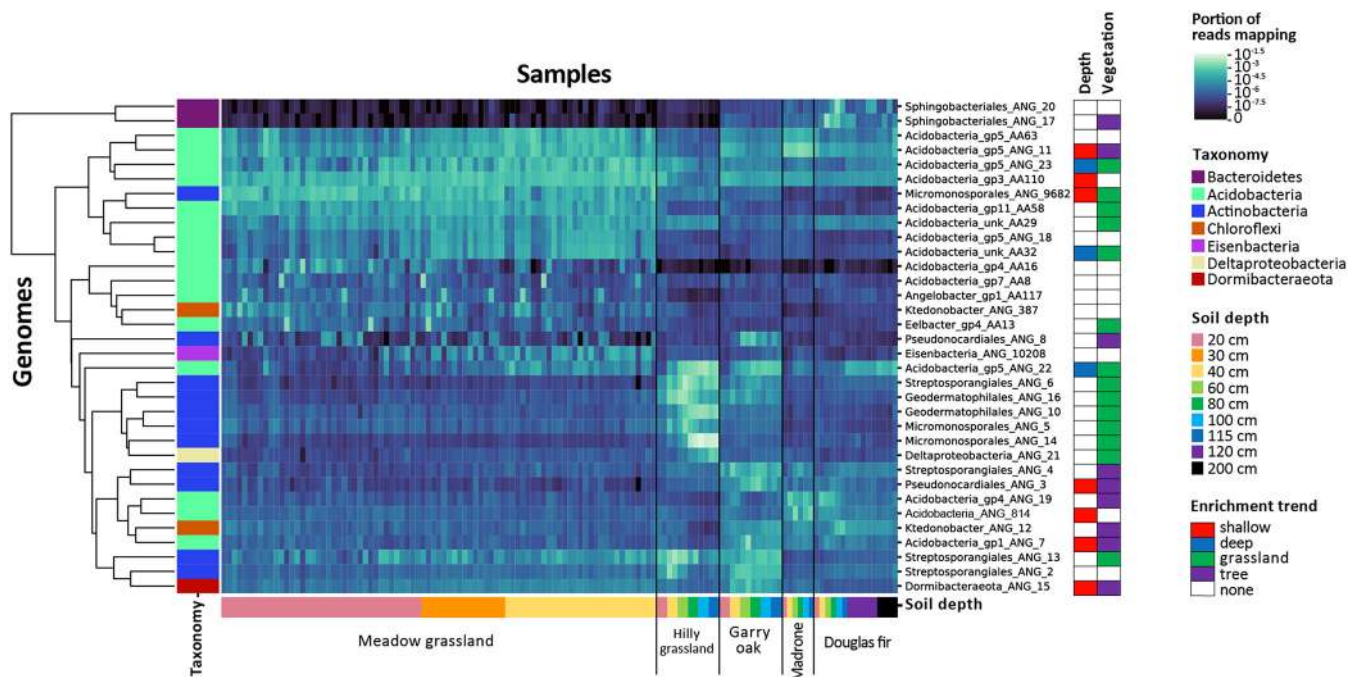 Samples
Genomes
Depth
Vegetation
Sphingobacteriales_ANG_20
Sphingobacteriales_ANG_17
Acidobacteria_gp5_AA63
Acidobacteria_gp5_ANG_11
Acidobacteria_gp5_ANG_23
Acidobacteria_gp3_AA110
Micromonosporales_ANG_9682
Acidobacteria_gp11_AA58
Acidobacteria_unk_AA29
Acidobacteria_gp5_ANG_18
Acidobacteria_unk_AA32
Acidobacteria_gp4_AA16
Acidobacteria_gp7_AA8
Angelobacter_gp1_AA117
Ktedonobacter_ANG_387
Eelbacter_gp4_AA13
Pseudonocardiales_ANG_8
Eisenbacteria_ANG_10208
Acidobacteria_gp5_ANG_22
Streptosporangiales_ANG_6
Geodermatophilales_ANG_16
Geodermatophilales_ANG_10
Micromonosporales_ANG_5
Micromonosporales_ANG_14
Deltaproteobacteria_ANG_21
Streptosporangiales_ANG_4
Pseudonocardiales_ANG_3
Acidobacteria_gp4_ANG_19
Acidobacteria_ANG_814
Ktedonobacter_ANG_12
Acidobacteria_gp1_ANG_7
Streptosporangiales_ANG_13
Streptosporangiales_ANG_2
Dormibacteraeota_ANG_15
Soil depth
Taxonomy
Meadow grassland
Hilly
grassland
Garry
oak
Madrone
Douglas fir
Portion of
reads mapping
10^-1.5
10^-3
10^-4.5
10^-6
10^-7.5
0
Taxonomy
Bacteroidetes
Acidobacteria
Actinobacteria
Chloroflexi
Eisenbacteria
Deltaproteobacteria
Dormibacteraeota
Soil depth
20 cm
30 cm
40 cm
60 cm
80 cm
100 cm
115 cm
120 cm
200 cm
Enrichment trend
shallow
deep
grassland
tree
none